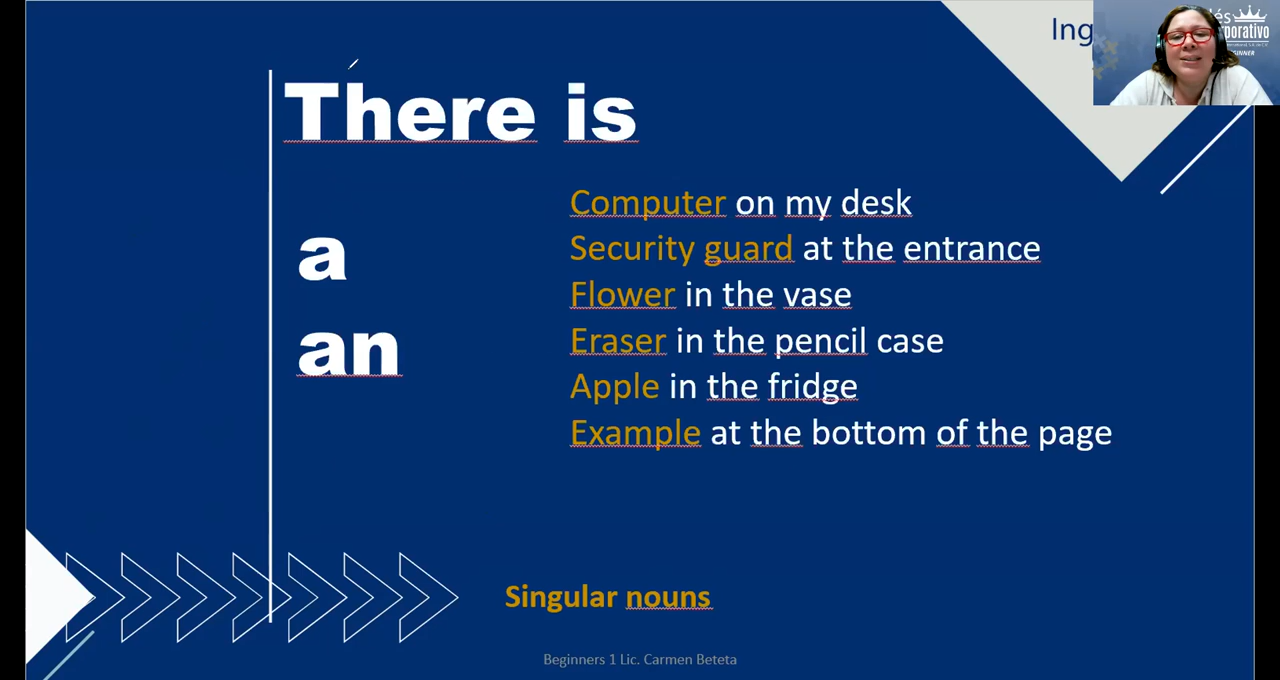 Ing
és
rporativo
There is
a
an
Computer on my desk
Security guard at the entrance
Flower in the vase
Eraser in the pencil case
Apple in the fridge
Example at the bottom of the page
Singular nouns
Beginners 1 Lic. Carmen Beteta